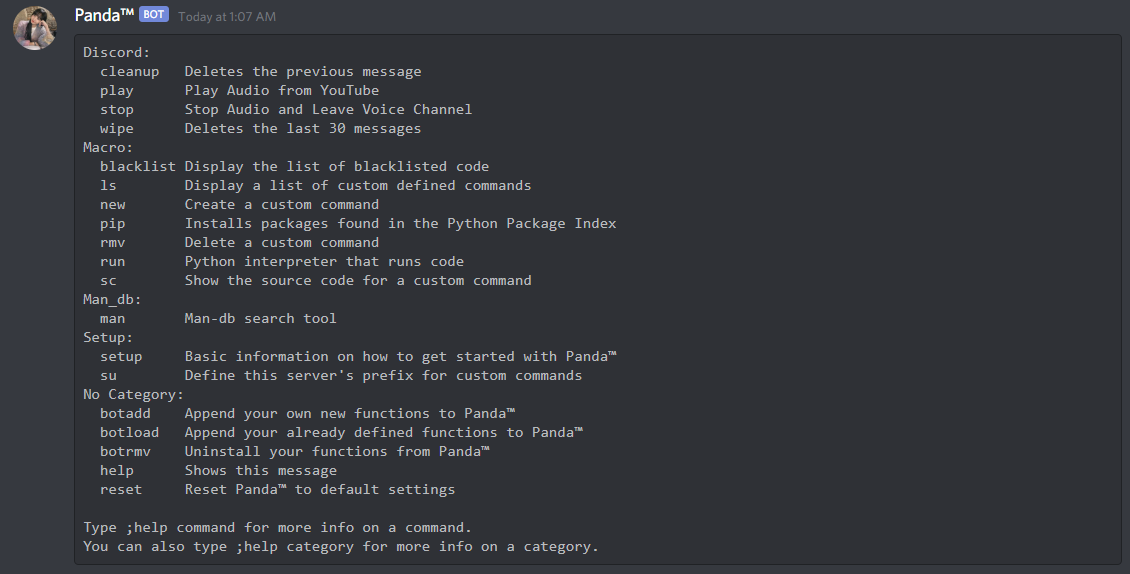 Panda™ BOT Today at 1:07 AM
Discord:
cleanup Deletes the previous message
play Play Audio from YouTube
stop Stop Audio and Leave Voice Channel
wipe Deletes the last 30 messages
Macro:
blacklist Display the list of blacklisted code
ls Display a list of custom defined commands
new Create a custom command
pip Installs packages found in the Python Package Index
rmv Delete a custom command
run Python interpreter that runs code
sc Show the source code for a custom command
Man_db:
man Man-db search tool
Setup:
setup Basic information on how to get started with Panda™
su Define this server's prefix for custom commands
No Category:
botadd Append your own new functions to Panda™
botload Append your already defined functions to Panda™
botrmv Uninstall your functions from Panda™
help Shows this message
reset Reset Panda™ to default settings
Type ;help command for more info on a command.
You can also type ;help category for more info on a category.